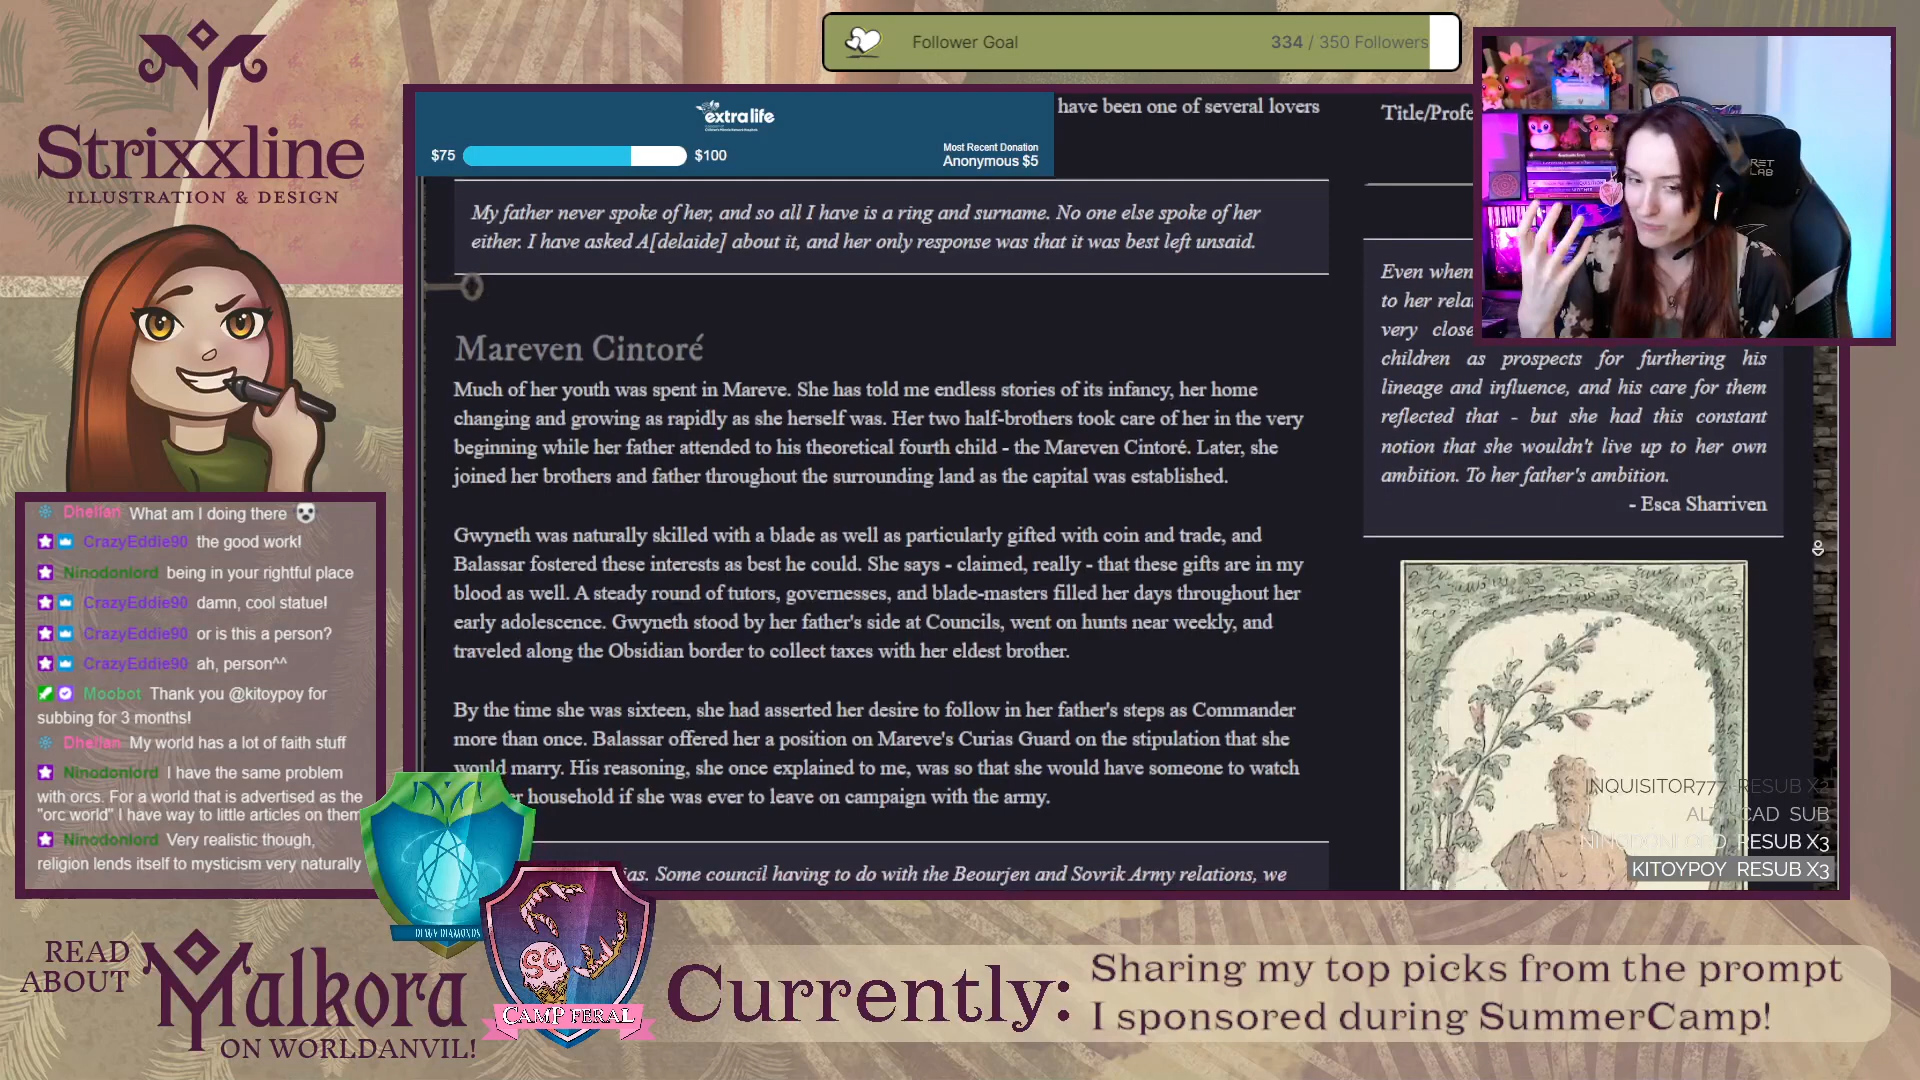 Strixxline
ILLUSTRATION & DESIGN
Follower Goal
334 / 350 Followers
extralife
$75
$100
Most Recent Donation
Anonymous $5
have been one of several lovers
Title/Profe
My father never spoke of her, and so all I have is a ring and surname. No one else spoke of her
either. I have asked A[delaide] about it, and her only response was that it was best left unsaid.
Mareven Cintoré
Much of her youth was spent in Mareve. She has told me endless stories of its infancy, her home
changing and growing as rapidly as she herself was. Her two half-brothers took care of her in the very
beginning while her father attended to his theoretical fourth child - the Mareven Cintoré. Later, she
joined her brothers and father throughout the surrounding land as the capital was established.
Gwyneth was naturally skilled with a blade as well as particularly gifted with coin and trade, and
Balassar fostered these interests as best he could. She says - claimed, really - that these gifts are in my
blood as well. A steady round of tutors, governesses, and blade-masters filled her days throughout her
early adolescence. Gwyneth stood by her father's side at Councils, went on hunts near weekly, and
traveled along the Obsidian border to collect taxes with her eldest brother.
By the time she was sixteen, she had asserted her desire to follow in her father's steps as Commander
more than once. Balassar offered her a position on Mareve's Curias Guard on the stipulation that she
would marry. His reasoning, she once explained to me, was so that she would have someone to watch
household if she was ever to leave on campaign with the army.
Some council having to do with the Beourjen and Sovrik Army relations, we
Even when
to her rela
very close
children as prospects for furthering his
lineage and influence, and his care for them
reflected that - but she had this constant
notion that she wouldn't live up to her own
ambition. To her father's ambition.
- Esca Sharriven
INQUISITOR777 RESUB X2
CAD SUB
NINODONLORD RESUB X3
KITOYPOY RESUB X3
Dhelian What am I doing there
CrazyEddie90 the good work!
Ninodonlord being in your rightful place
CrazyEddie90 damn, cool statue!
CrazyEddie90 or is this a person?
CrazyEddie90 ah, person^^
Moobot Thank you @kitoypoy for
subbing for 3 months!
Dhelian My world has a lot of faith stuff
Ninodonlord I have the same problem
with orcs. For a world that is advertised as the
"orc world" I have way to little articles on them
Ninodonlord Very realistic though,
religion lends itself to mysticism very naturally
DEWY DIAMONDS
SC
CAMP FERAL
READ
ABOUT
Malkora
ON WORLDANVIL!
Currently:
Sharing my top picks from the prompt
I sponsored during SummerCamp!